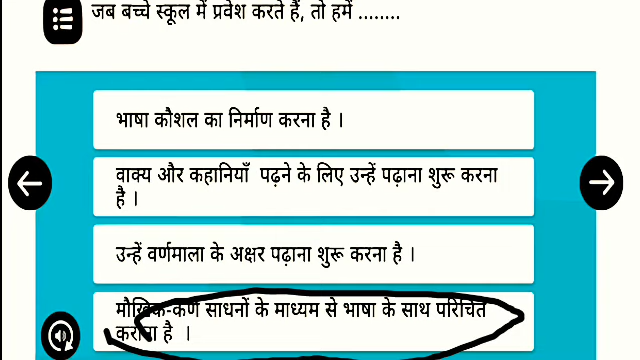 जब बच्चे स्कूल में प्रवेश करते हैं, तो हमें ........
भाषा कौशल का निर्माण करना है ।
वाक्य और कहानियाँ पढ़ने के लिए उन्हें पढ़ाना शुरू करना
है ।
उन्हें वर्णमाला के अक्षर पढ़ाना शुरू करना है ।
मौखिक-कर्ण साधनों के माध्यम से भाषा के साथ परिचित
कराना है ।